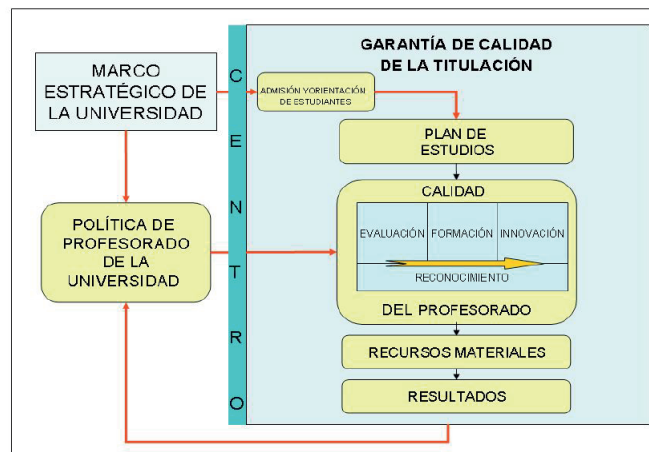 MARCO
ESTRATÉGICO DE
LA UNIVERSIDAD
POLÍTICA DE
PROFESORADO
DE LA
UNIVERSIDAD
C
E
N
T
R
O
GARANTÍA DE CALIDAD
DE LA TITULACIÓN
ADMISIÓN YORIENTACIÓN
DE ESTUDIANTES
PLAN DE
ESTUDIOS
CALIDAD
EVALUACIÓN FORMACIÓN INNOVACIÓN
RECONOCIMIENTO
DEL PROFESORADO
RECURSOS MATERIALES
RESULTADOS